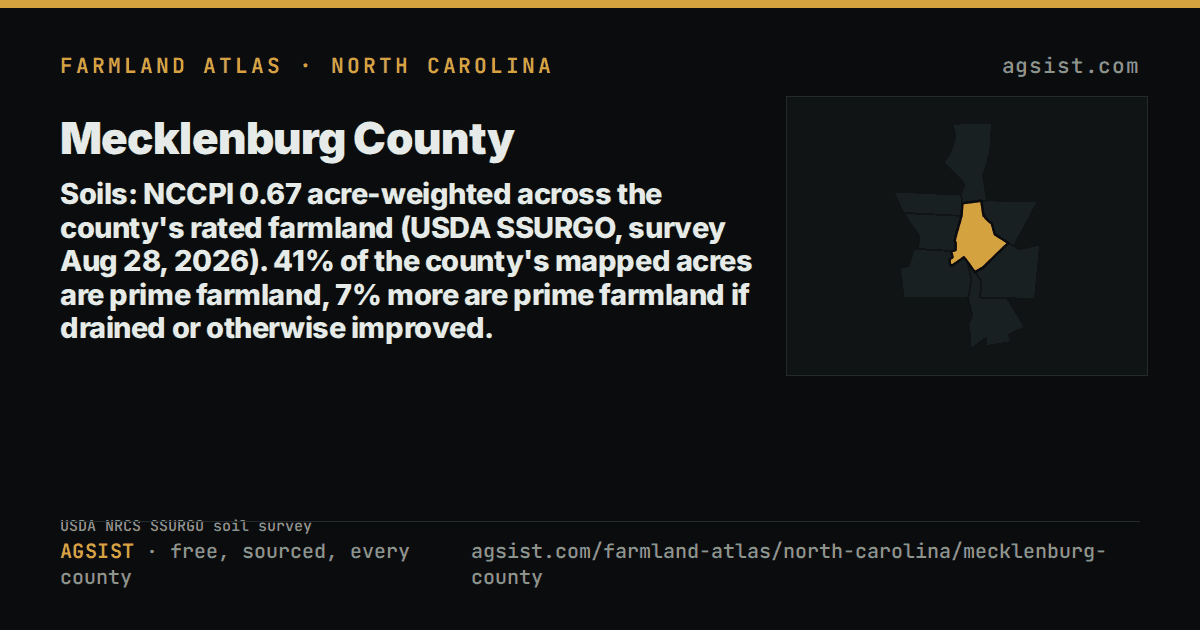 FARMLAND ATLAS · NORTH CAROLINA
agsist.com
Mecklenburg County
Soils: NCCPI 0.67 acre-weighted across the
county's rated farmland (USDA SSURGO, survey
Aug 28, 2026). 41% of the county's mapped acres
are prime farmland, 7% more are prime farmland if
drained or otherwise improved.
USDA NRCS SSURGO soil survey
AGSIST · free, sourced, every
county
agsist.com/farmland-atlas/north-carolina/mecklenburg-
county